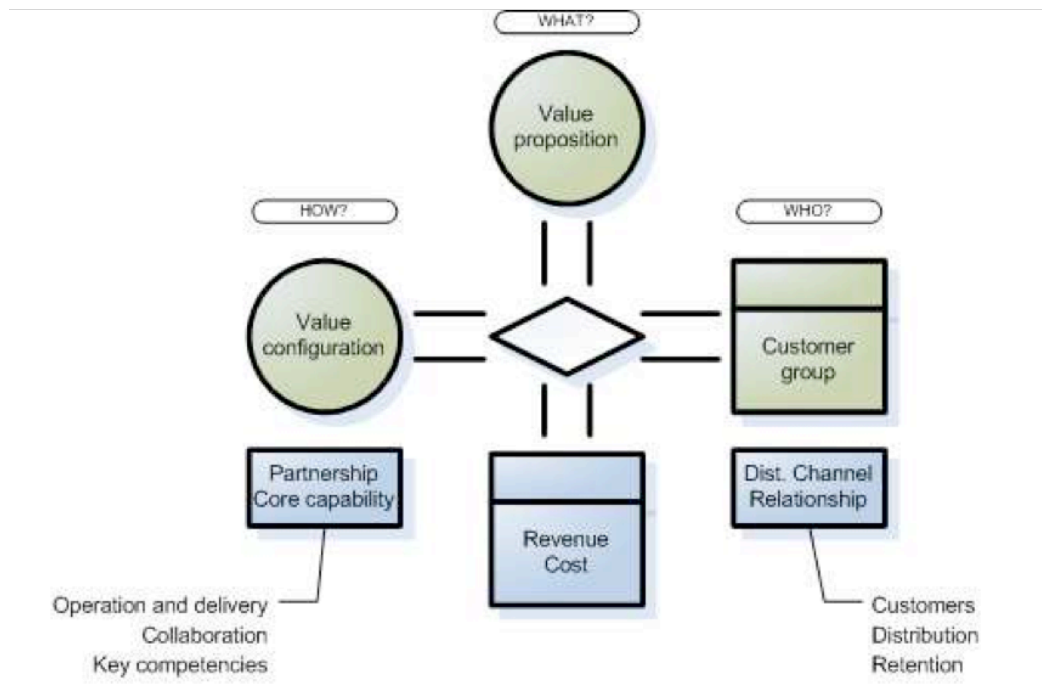 WHAT?
Value
proposition
HOW?
WHO?
Value
configuration
Customer
group
Partnership
Core capability
Revenue
Cost
Dist. Channel
Relationship
Operation and delivery
Collaboration
Key competencies
Customers
Distribution
Retention